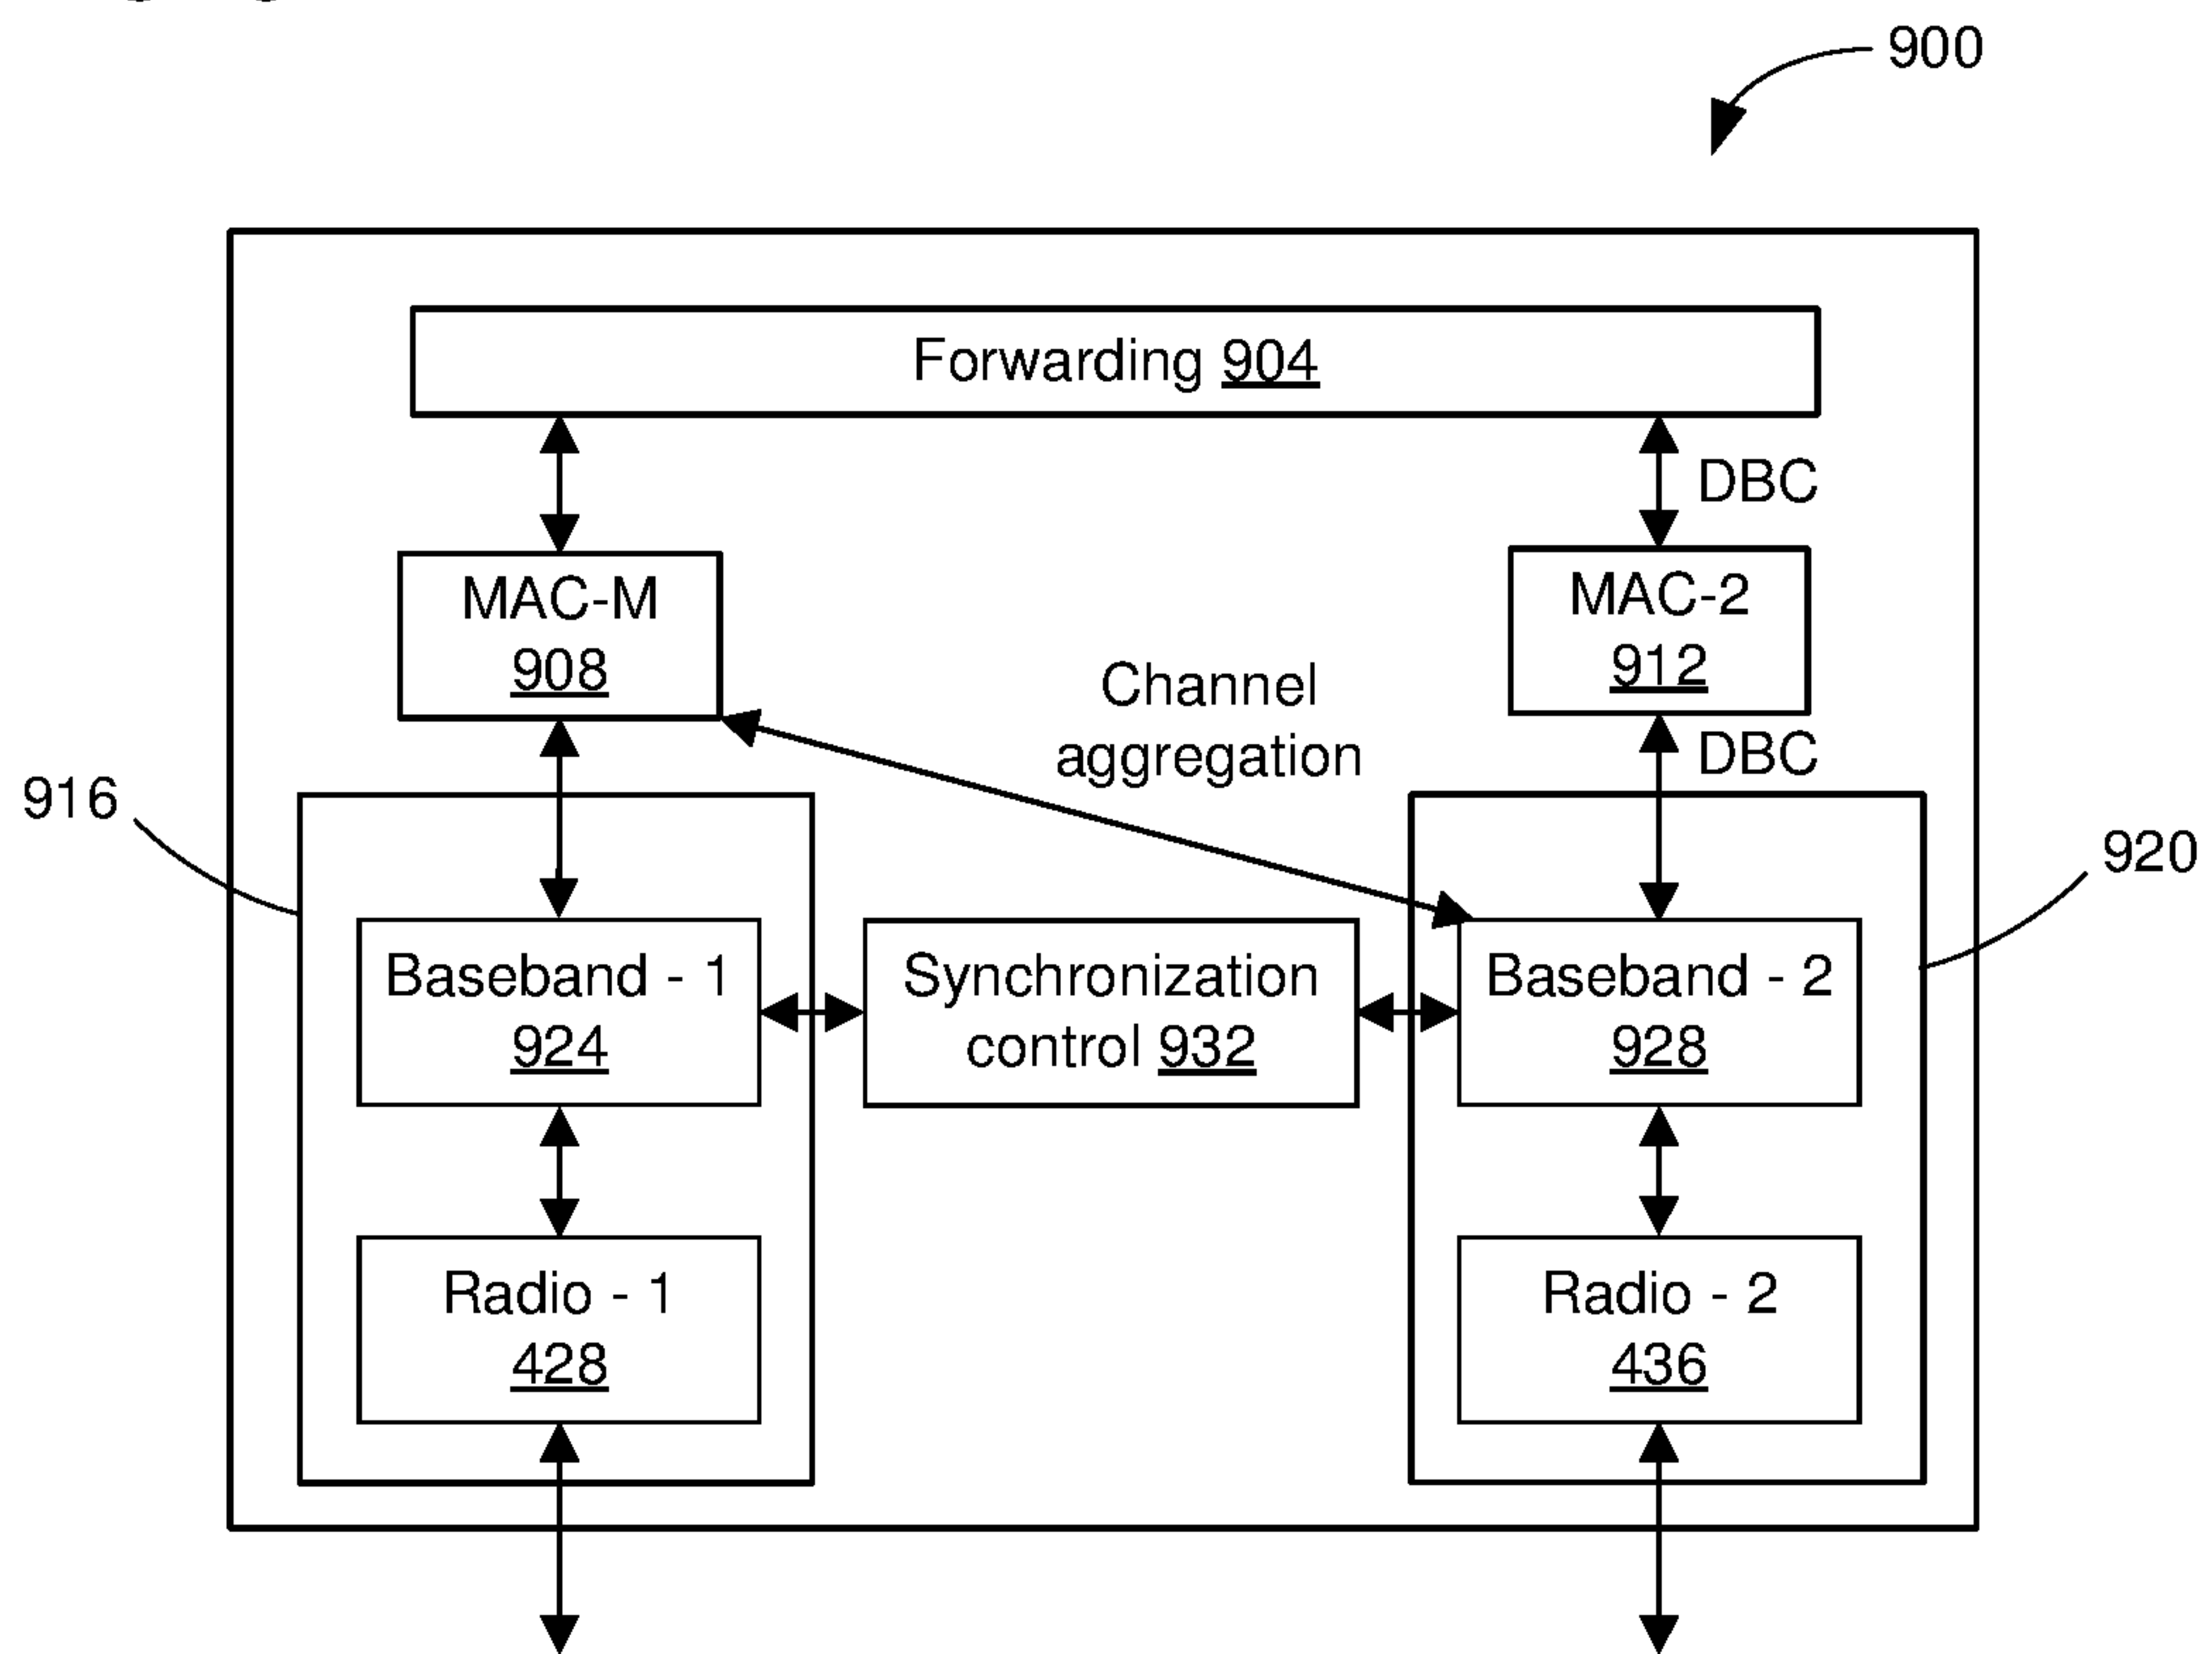 900
Forwarding 904
DBC
MAC-M
908
MAC-2
912
Channel
aggregation
DBC
916
920
Baseband - 1
924
Synchronization
control 932
Baseband - 2
928
Radio - 1
428
Radio - 2
436